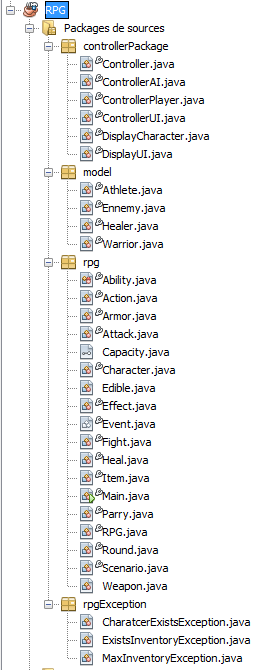 RPG
Packages de sources
controllerPackage
Controller.java
ControllerAI.java
ControllerPlayer.java
ControllerUI.java
DisplayCharacter.java
DisplayUI.java
model
Athlete.java
Ennemy.java
Healer.java
Warrior.java
rpg
Ability.java
Action.java
Armor.java
Attack.java
Capacity.java
Character.java
Edible.java
Effect.java
Event.java
Fight.java
Heal.java
Item.java
Main.java
Parry.java
RPG.java
Round.java
Scenario.java
Weapon.java
rpgException
CharatcerExistsException.java
ExistsInventoryException.java
MaxInventoryException.java